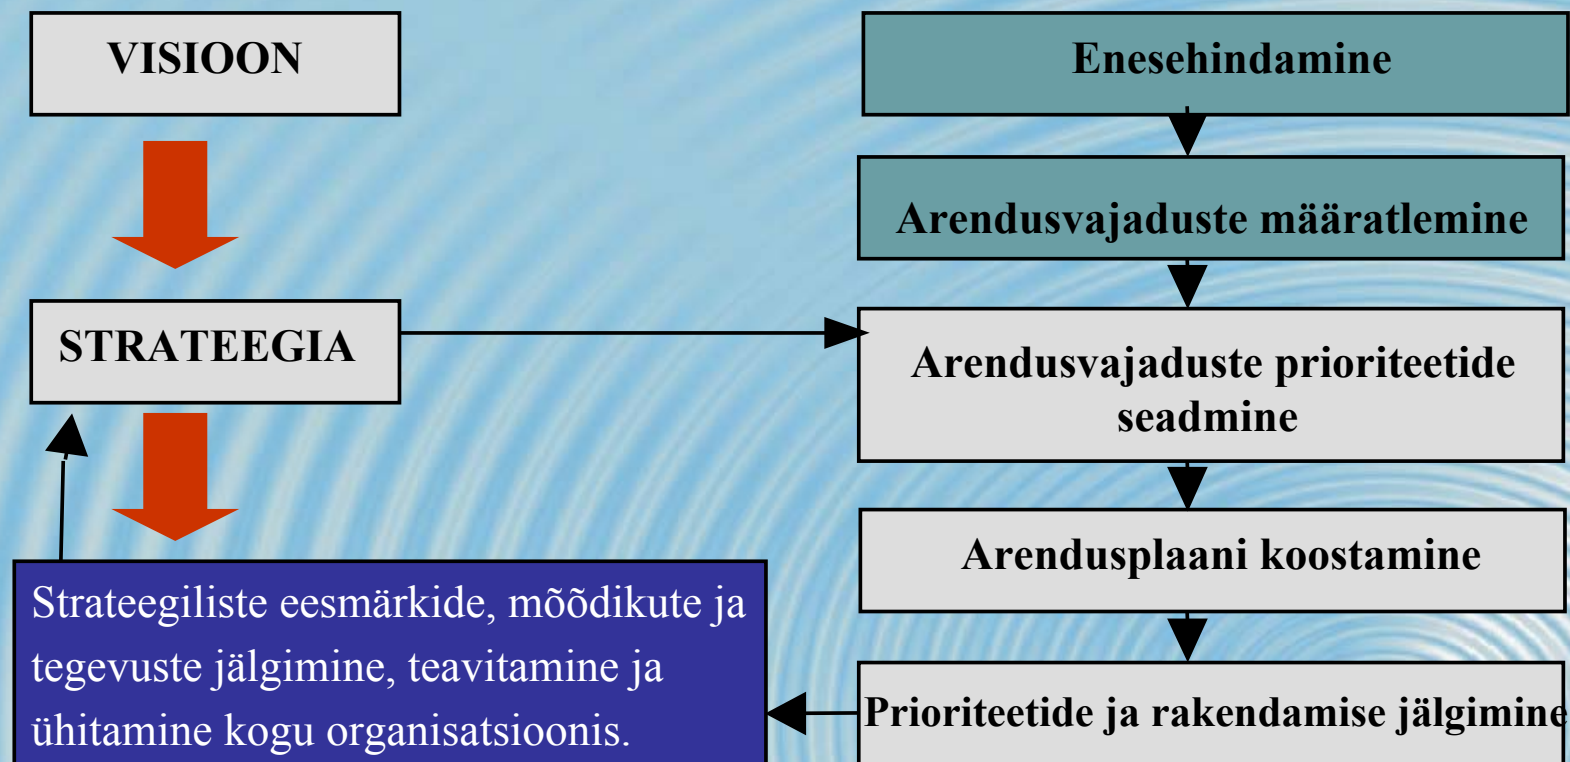 VISIOON
STRATEEGIA
Strateegiliste eesmärkide, mõõdikute ja
tegevuste jälgimine, teavitamine ja
ühitamine kogu organisatsioonis.
Enesehindamine
Arendusvajaduste määratlemine
Arendusvajaduste prioriteetide
seadmine
Arendusplaani koostamine
Prioriteetide ja rakendamise jälgimine